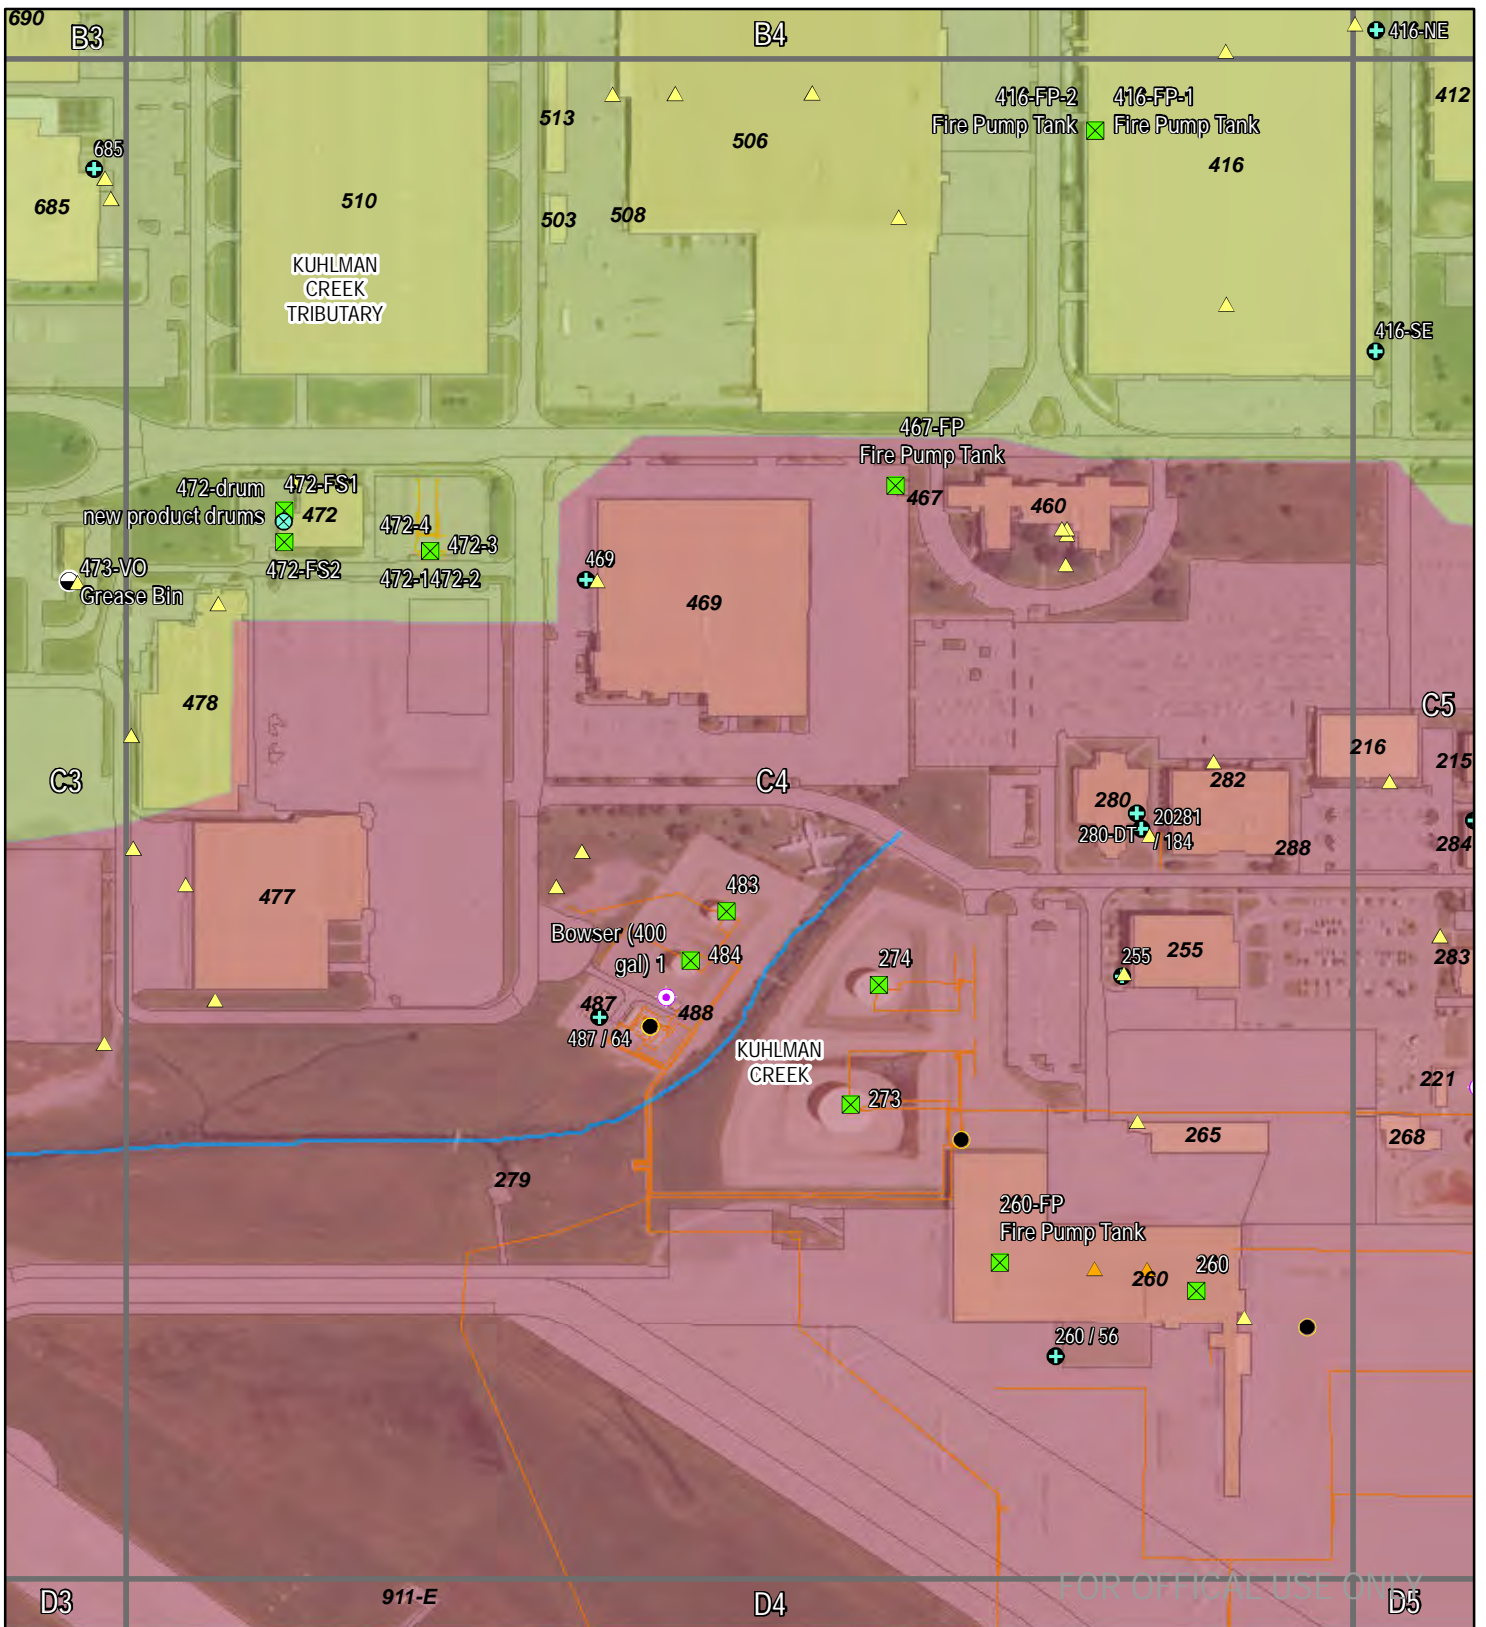 690
B3
B4
416-NE
416-FP-2
Fire Pump Tank
416-FP-1
Fire Pump Tank
412
513
506
416
685
685
510
503
508
KUHLMAN
CREEK
TRIBUTARY
416-SE
467-FP
Fire Pump Tank
467
460
472-drum
new product drums
472-FS1
472
472-FS2
472-4
472-3
472-1472-2
473-VO
Grease Bin
469
469
478
C3
C4
C5
216
215
282
280
280-DT
20281
/ 184
288
284
477
483
Bowser (400
gal) 1
484
274
255
255
283
487
488
487 / 64
KUHLMAN
CREEK
273
221
265
268
279
260-FP
Fire Pump Tank
260
260
260 / 56
D3
911-E
D4
FOR OFFICAL USE ONLY
D5